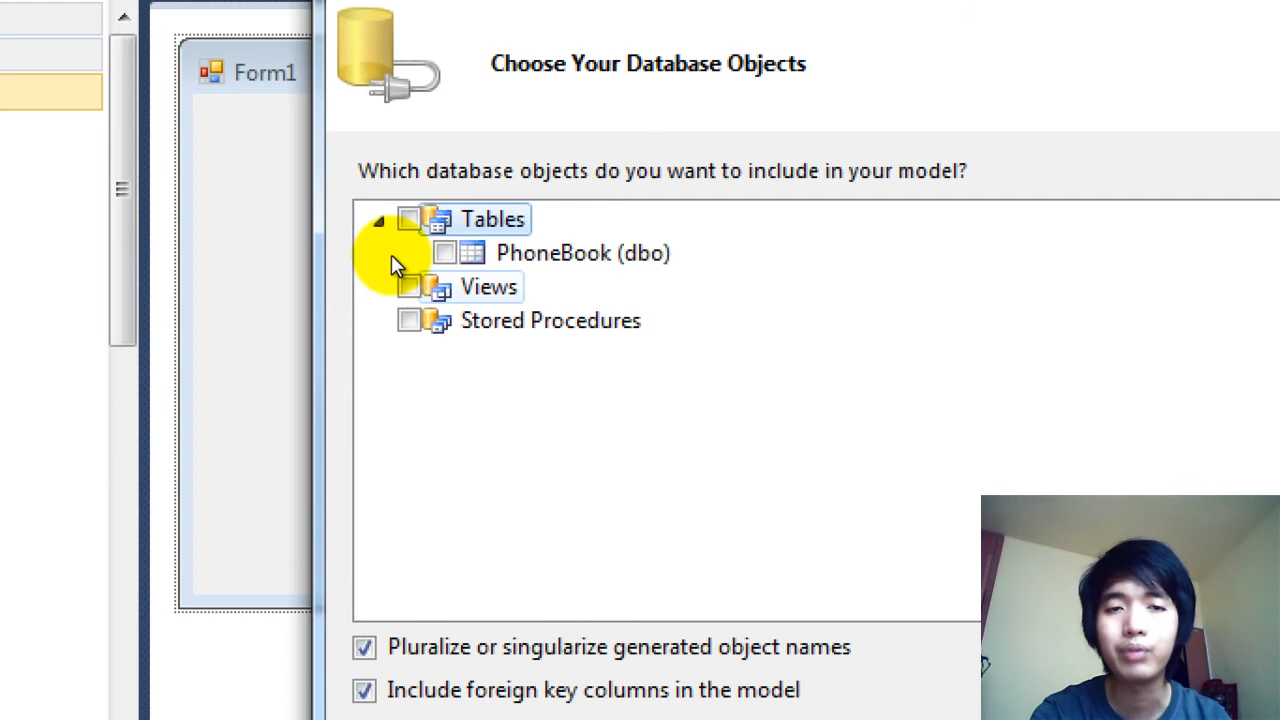 Form1
Choose Your Database Objects
Which database objects do you want to include in your model?
Tables
PhoneBook (dbo)
Views
Stored Procedures
Pluralize or singularize generated object names
Include foreign key columns in the model